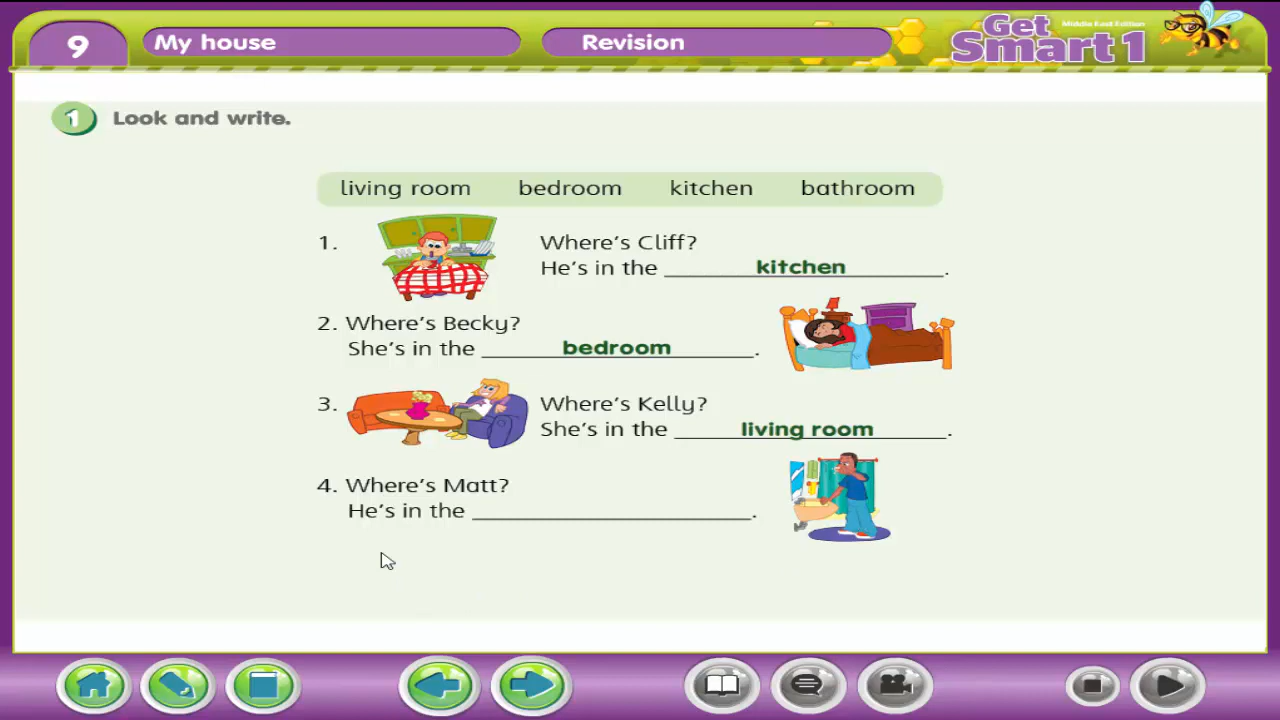 9 My house Revision Get Smart 1 Middle East Edition
1 Look and write.
living room bedroom kitchen bathroom
1. Where's Cliff?
He's in the kitchen.
2. Where's Becky?
She's in the bedroom.
3. Where's Kelly?
She's in the living room.
4. Where's Matt?
He's in the ____________________.